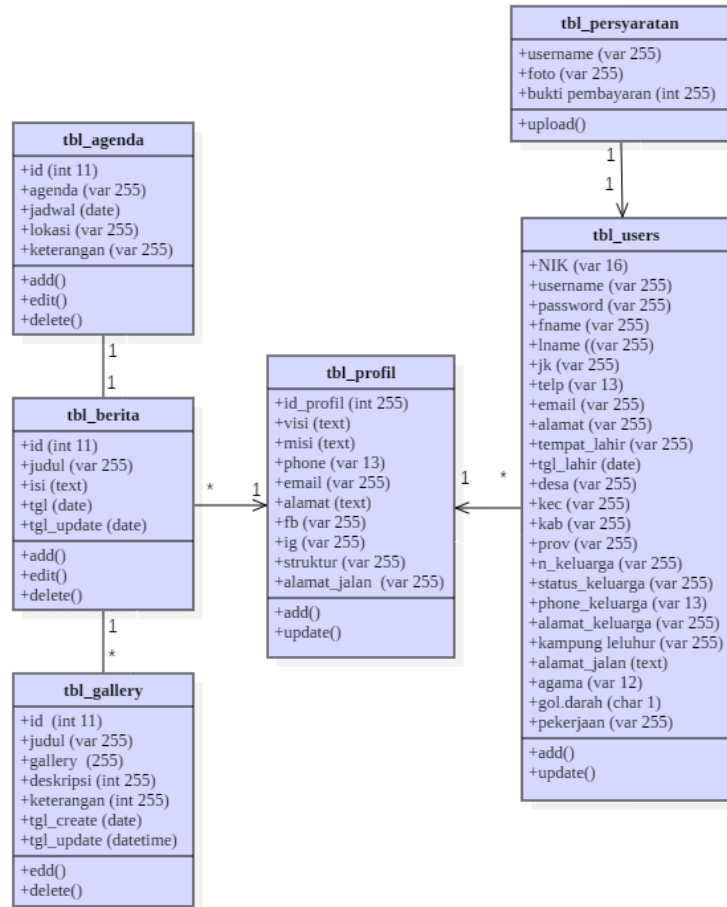 tbl_persyaratan
+username (var 255)
+foto (var 255)
+bukti pembayaran (int 255)
+upload()
1
1
tbl_agenda
+id (int 11)
+agenda (var 255)
+jadwal (date)
+lokasi (var 255)
+keterangan (var 255)
+add()
+edit()
+delete()
1
1
tbl_berita
+id (int 11)
+judul (var 255)
+isi (text)
+tgl (date)
+tgl_update (date)
+add()
+edit()
+delete()
* 1
1
*
tbl_gallery
+id (int 11)
+judul (var 255)
+gallery (255)
+deskripsi (int 255)
+keterangan (int 255)
+tgl_create (date)
+tgl_update (datetime)
+edd()
+delete()
tbl_profil
+id_profil (int 255)
+visi (text)
+misi (text)
+phone (var 13)
+email (var 255)
+alamat (text)
+fb (var 255)
+ig (var 255)
+struktur (var 255)
+alamat_jalan (var 255)
+add()
+update()
1 *
tbl_users
+NIK (var 16)
+username (var 255)
+password (var 255)
+fname (var 255)
+lname ((var 255)
+jk (var 255)
+telp (var 13)
+email (var 255)
+alamat (var 255)
+tempat_lahir (var 255)
+tgl_lahir (date)
+desa (var 255)
+kec (var 255)
+kab (var 255)
+prov (var 255)
+n_keluarga (var 255)
+status_keluarga (var 255)
+phone_keluarga (var 13)
+alamat_keluarga (var 255)
+kampung leluhur (var 255)
+alamat_jalan (text)
+agama (var 12)
+gol.darah (char 1)
+pekerjaan (var 255)
+add()
+update()